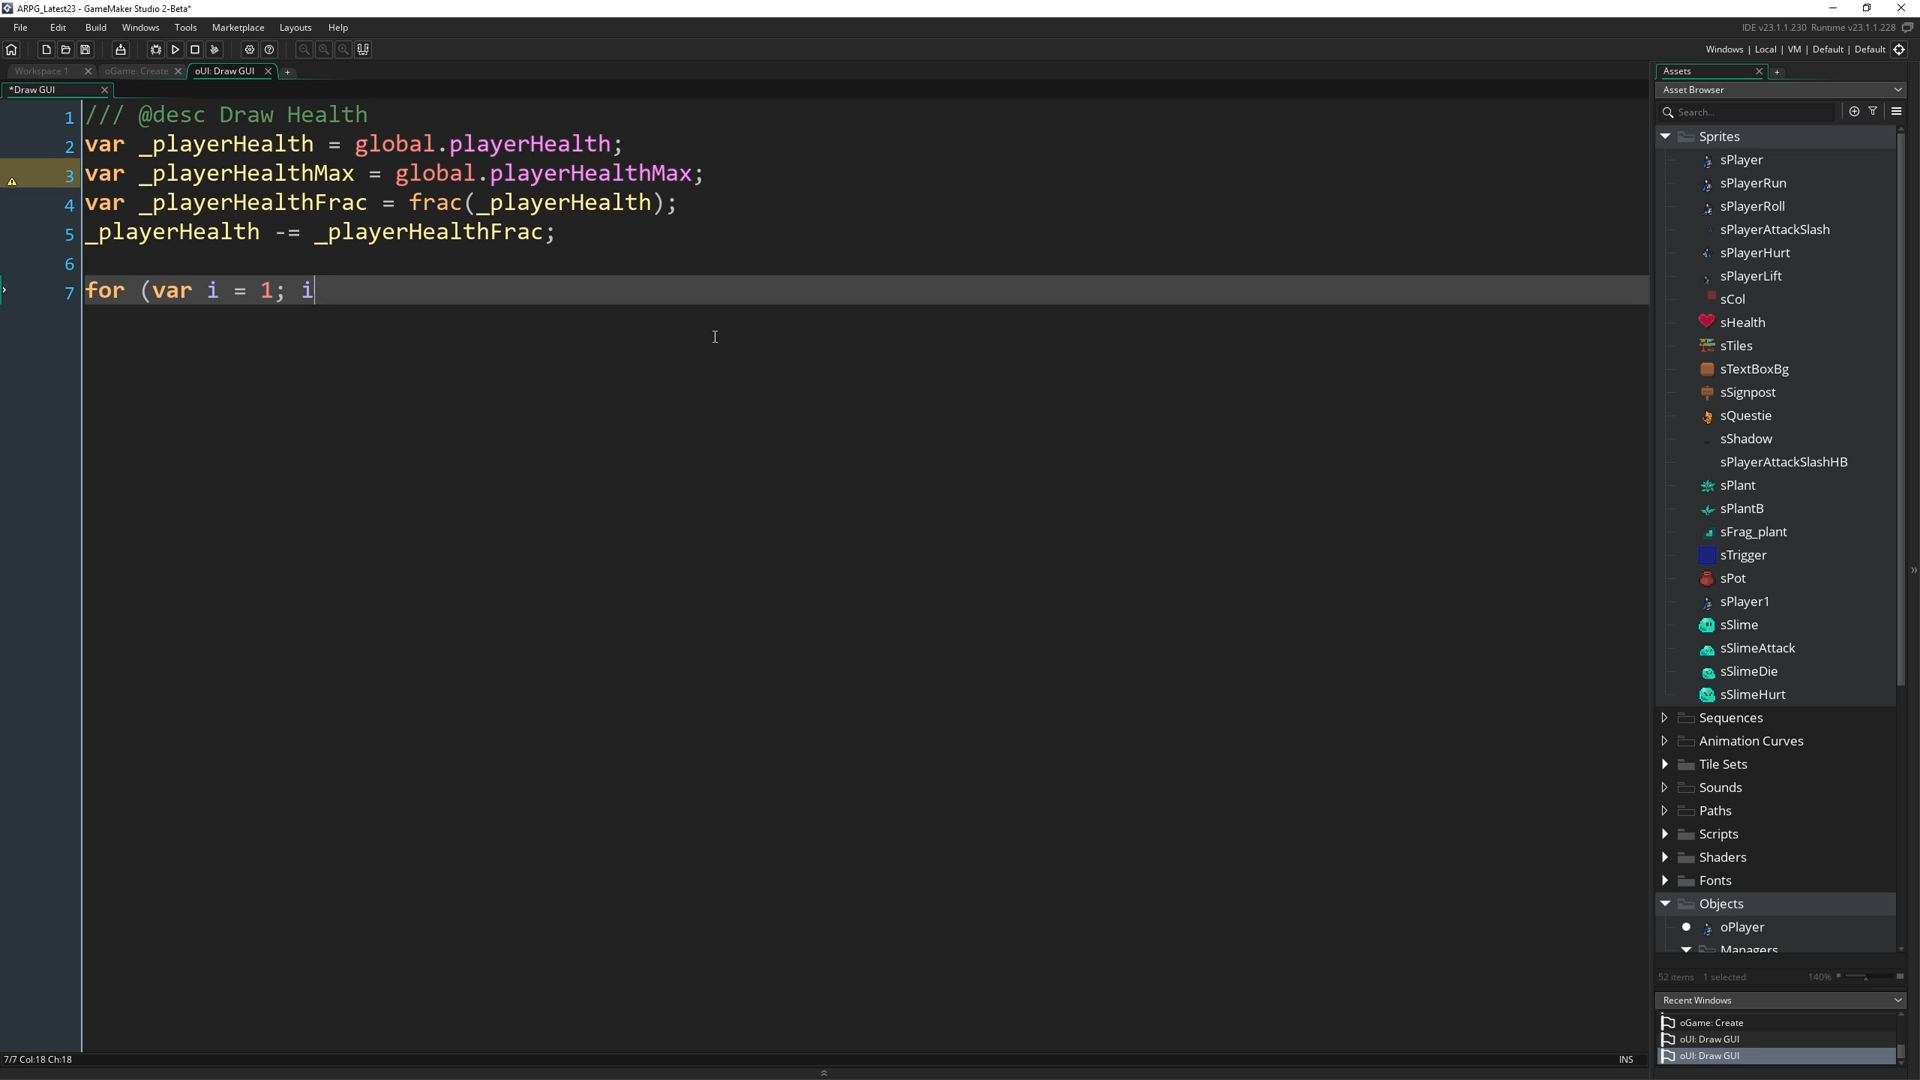 ARPG_Latest23 - GameMaker Studio 2-Beta*
File Edit Build Windows Tools Marketplace Layouts Help
IDE v23.1.1.230 Runtime v23.1.1.228
Windows | Local | VM | Default | Default
Workspace 1 oGame: Create oUI: Draw GUI
*Draw GUI
1 /// @desc Draw Health
2 var _playerHealth = global.playerHealth;
3 var _playerHealthMax = global.playerHealthMax;
4 var _playerHealthFrac = frac(_playerHealth);
5 _playerHealth -= _playerHealthFrac;
6
7 for (var i = 1; i
7/7 Col:18 Ch:18
INS
Assets
Asset Browser
Search...
Sprites
sPlayer
sPlayerRun
sPlayerRoll
sPlayerAttackSlash
sPlayerHurt
sPlayerLift
sCol
sHealth
sTiles
sTextBoxBg
sSignpost
sQuestie
sShadow
sPlayerAttackSlashHB
sPlant
sPlantB
sFrag_plant
sTrigger
sPot
sPlayer1
sSlime
sSlimeAttack
sSlimeDie
sSlimeHurt
Sequences
Animation Curves
Tile Sets
Sounds
Paths
Scripts
Shaders
Fonts
Objects
oPlayer
Managers
52 items 1 selected 140%
Recent Windows
oGame: Create
oUI: Draw GUI
oUI: Draw GUI